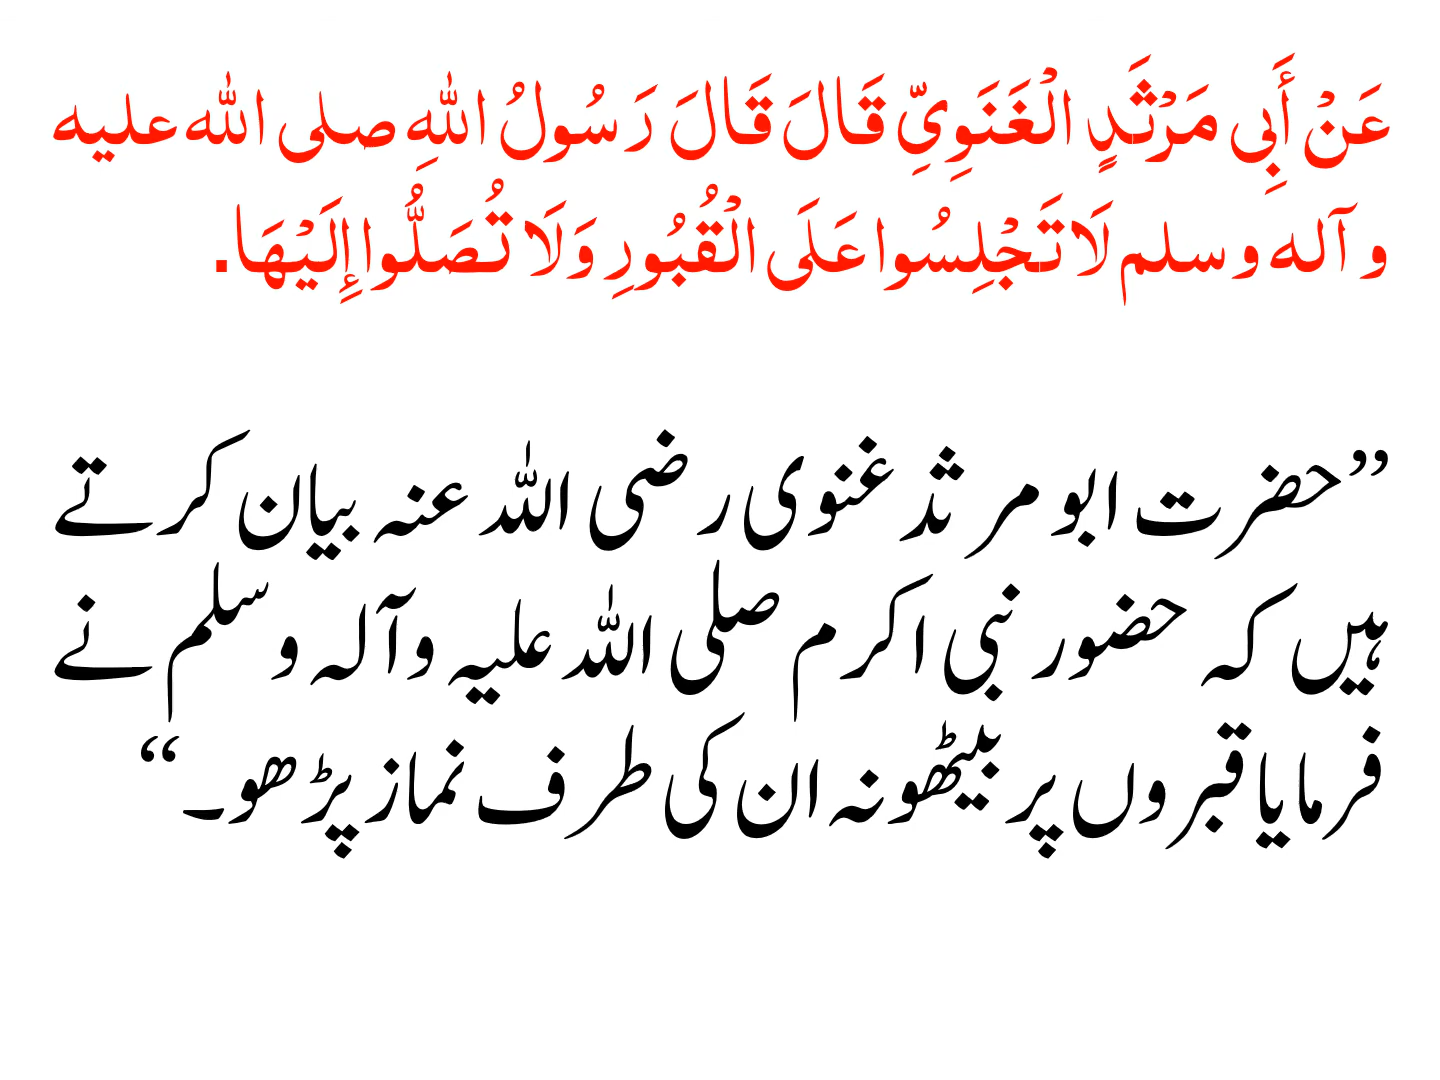 عَنْ أَبِي مَرْثَدٍ الْغَنَوِيِّ قَالَ قَالَ رَسُولُ اللهِ صلى الله عليه
وآله وسلم لَا تَجْلِسُوا عَلَى الْقُبُورِ وَلَا تُصَلُّوا إِلَيْهَا.
”حضرت ابو مرثد غنوی رضی اللہ عنہ بیان کرتے
ہیں کہ حضور نبی اکرم صلی اللہ علیہ وآلہ وسلم نے
فرمایا قبروں پر بیٹھو نہ ان کی طرف نماز پڑھو۔“